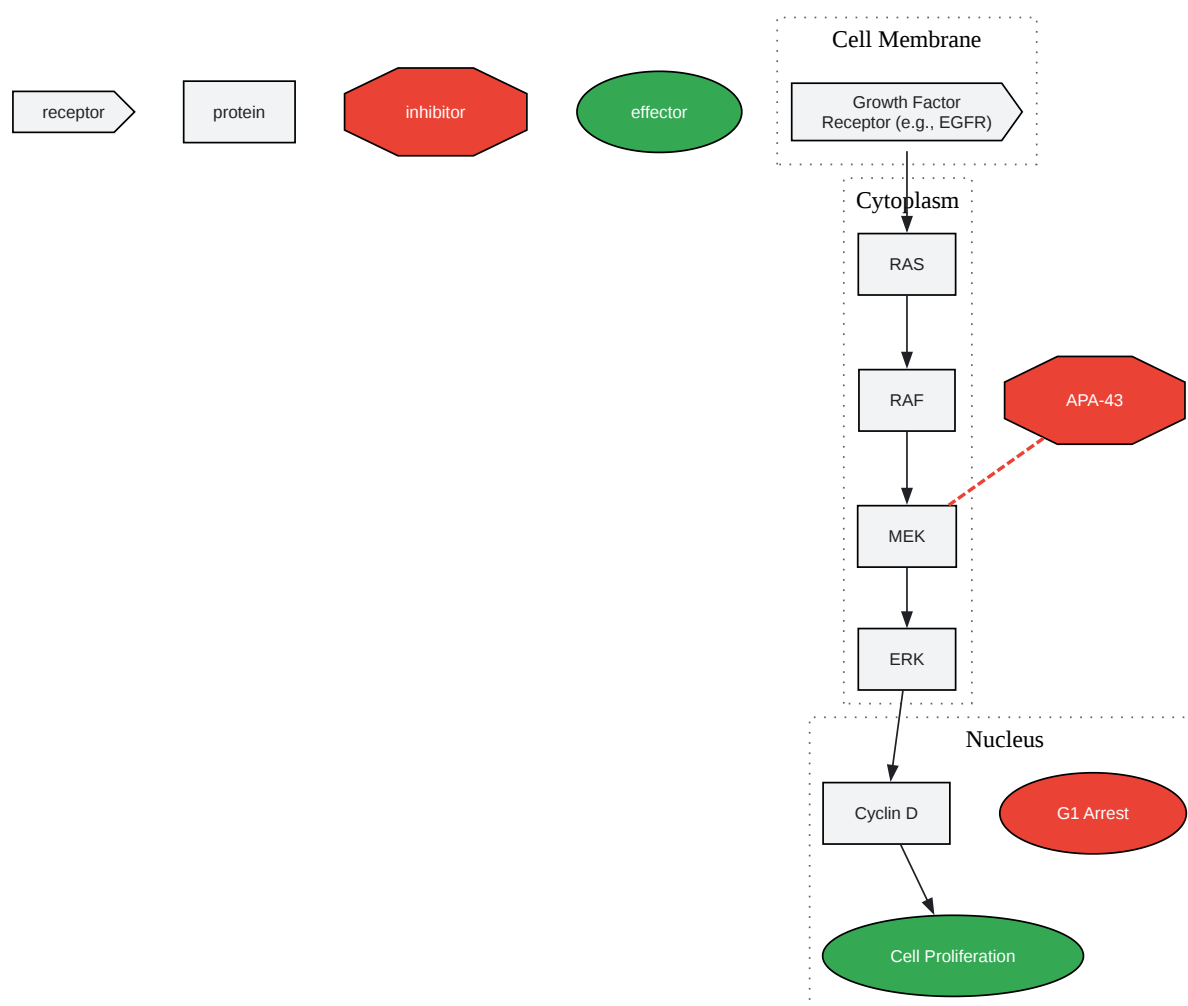 Cell Membrane
receptor
protein
inhibitor
effector
Growth Factor
Receptor (e.g., EGFR)
Cytoplasm
RAS
RAF
APA-43
MEK
ERK
Nucleus
Cyclin D
G1 Arrest
Cell Proliferation